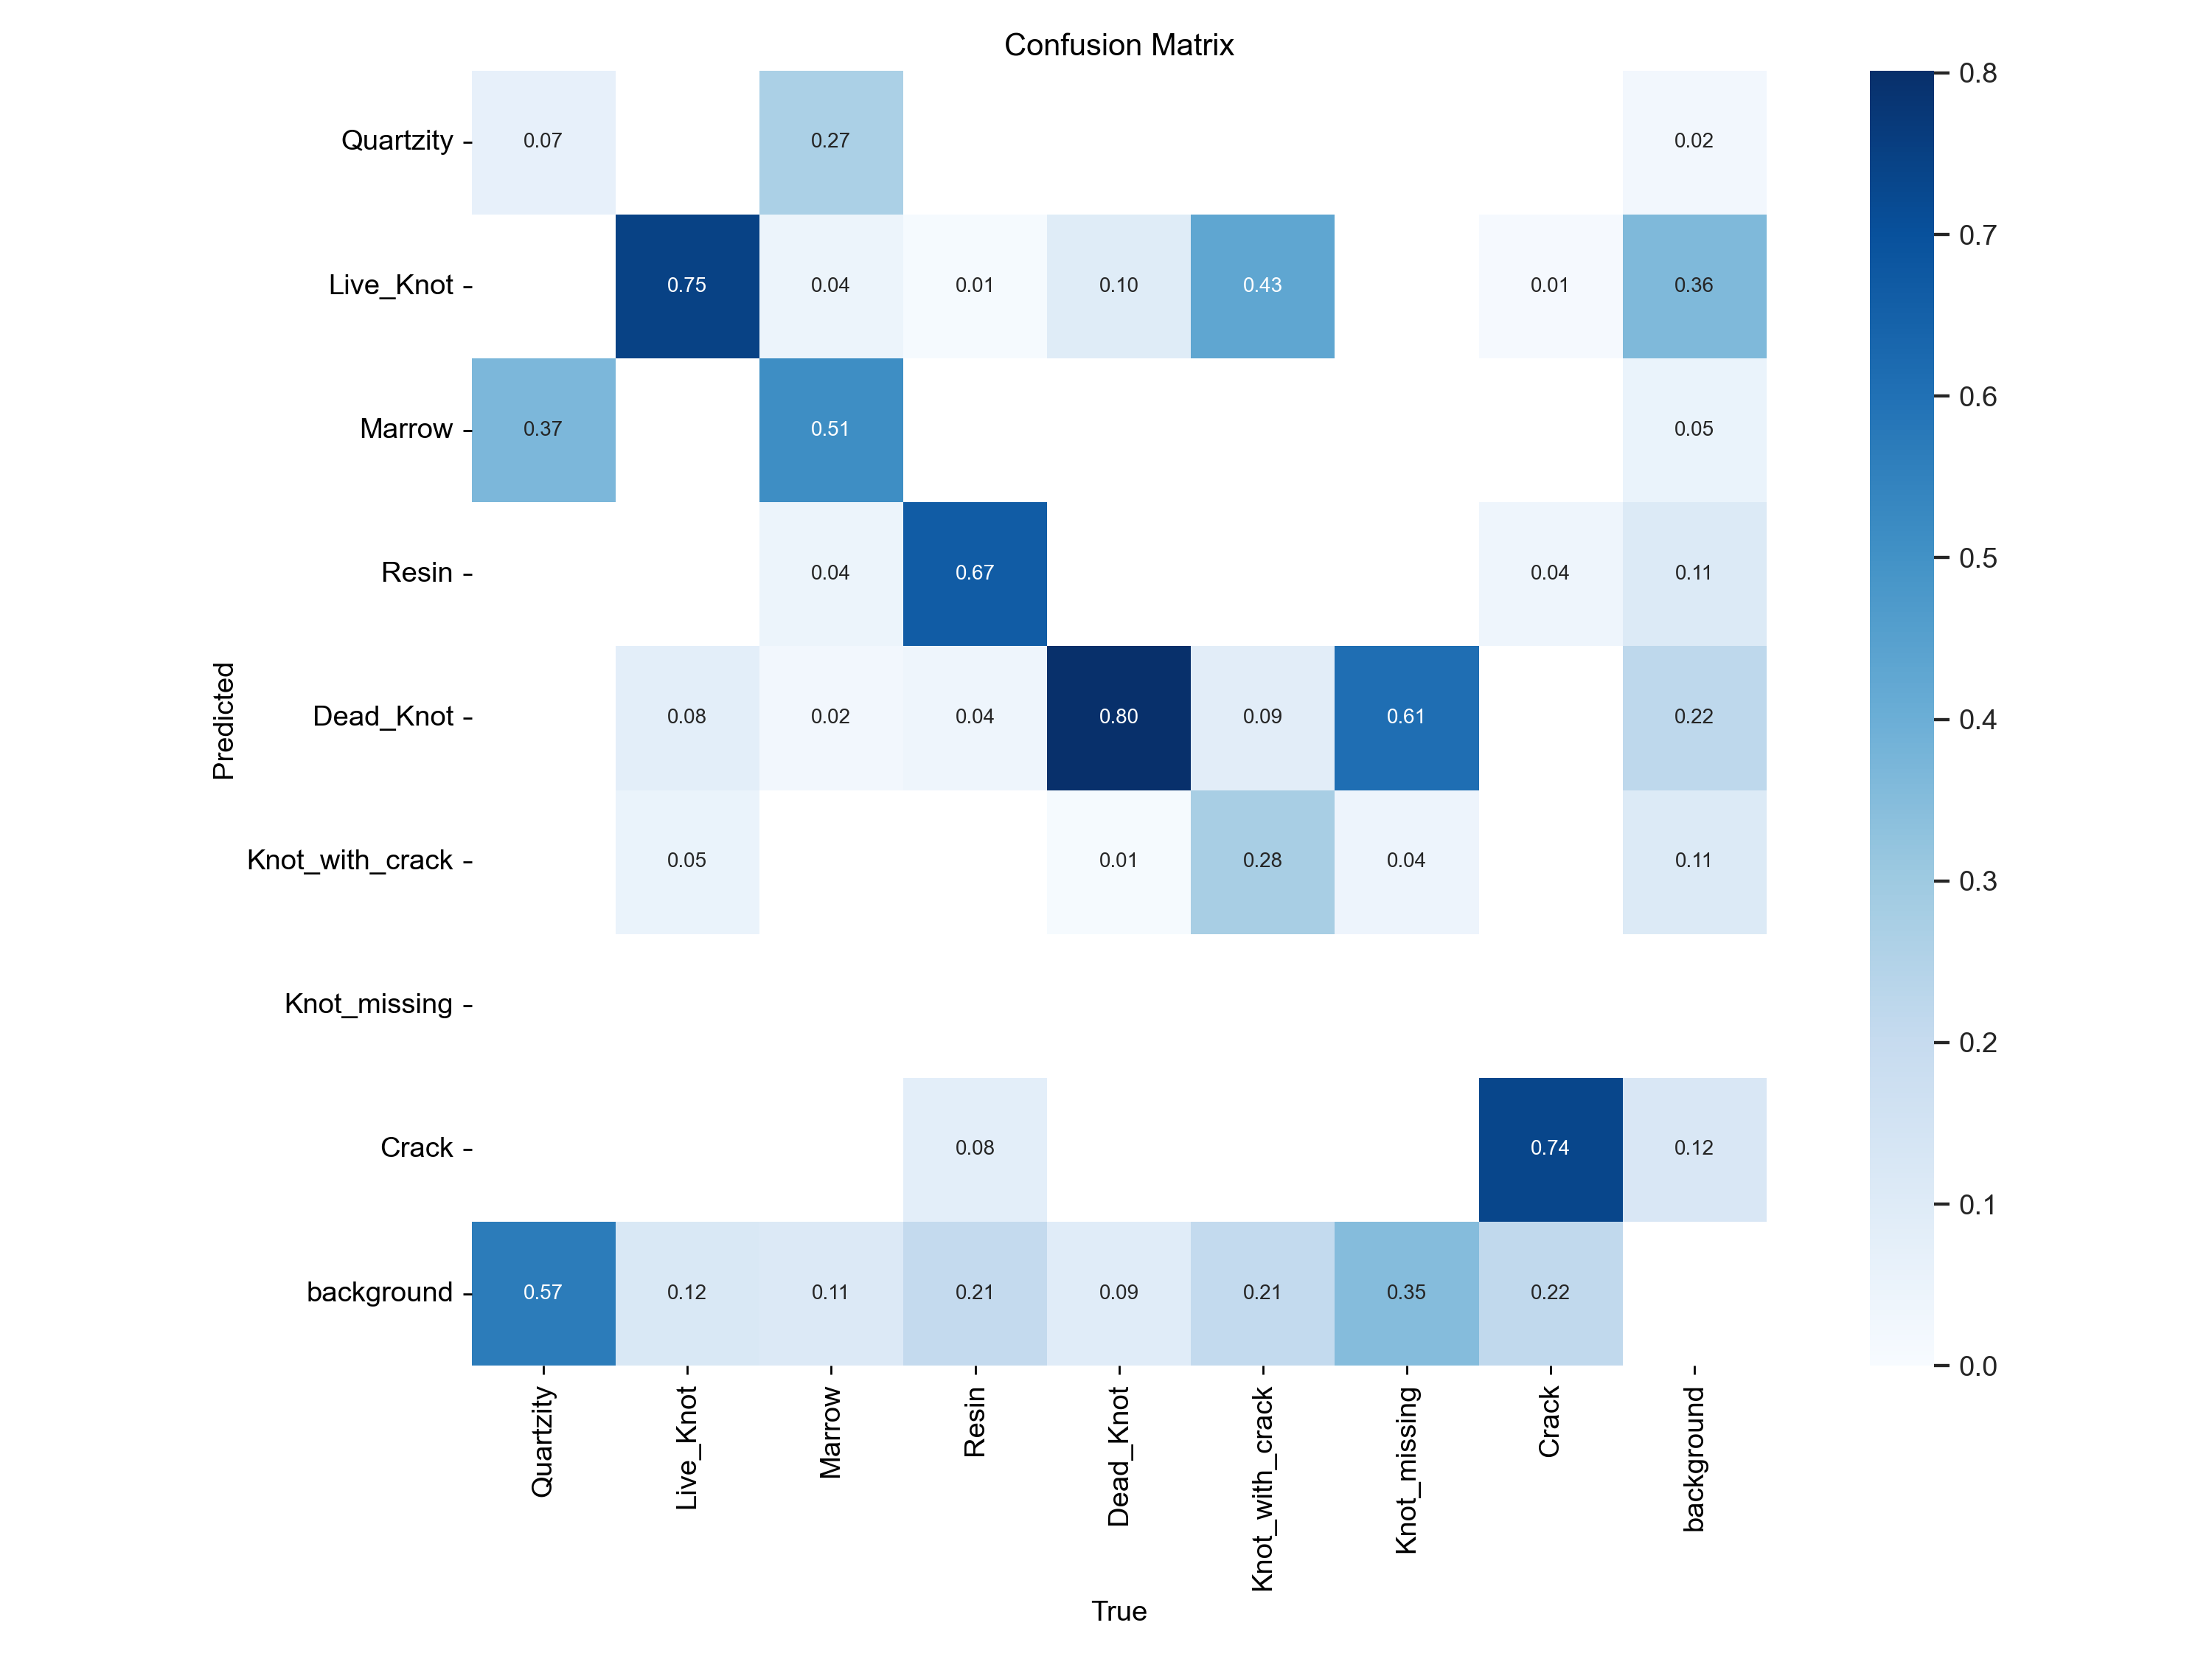 Confusion Matrix
Quartzity 0.07 0.27 0.02
Live_Knot 0.75 0.04 0.01 0.10 0.43 0.01 0.36
Marrow 0.37 0.51 0.05
Resin 0.04 0.67 0.04 0.11
Dead_Knot 0.08 0.02 0.04 0.80 0.09 0.61 0.22
Knot_with_crack 0.05 0.01 0.28 0.04 0.11
Knot_missing
Crack 0.08 0.74 0.12
background 0.57 0.12 0.11 0.21 0.09 0.21 0.35 0.22
Predicted
Quartzity Live_Knot Marrow Resin Dead_Knot Knot_with_crack Knot_missing Crack background
True
0.8
0.7
0.6
0.5
0.4
0.3
0.2
0.1
0.0